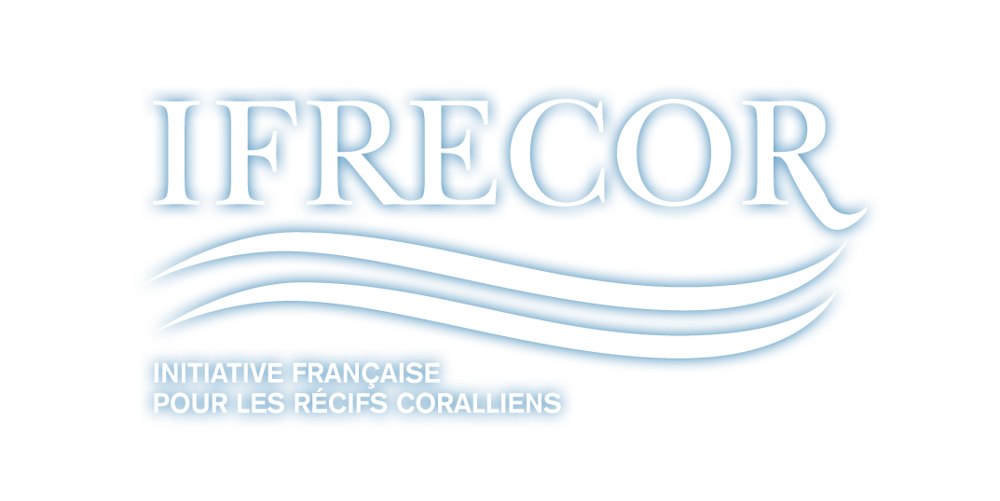 IFRECOR
INITIATIVE FRANÇAISE
POUR LES RÉCIFS CORALLIENS